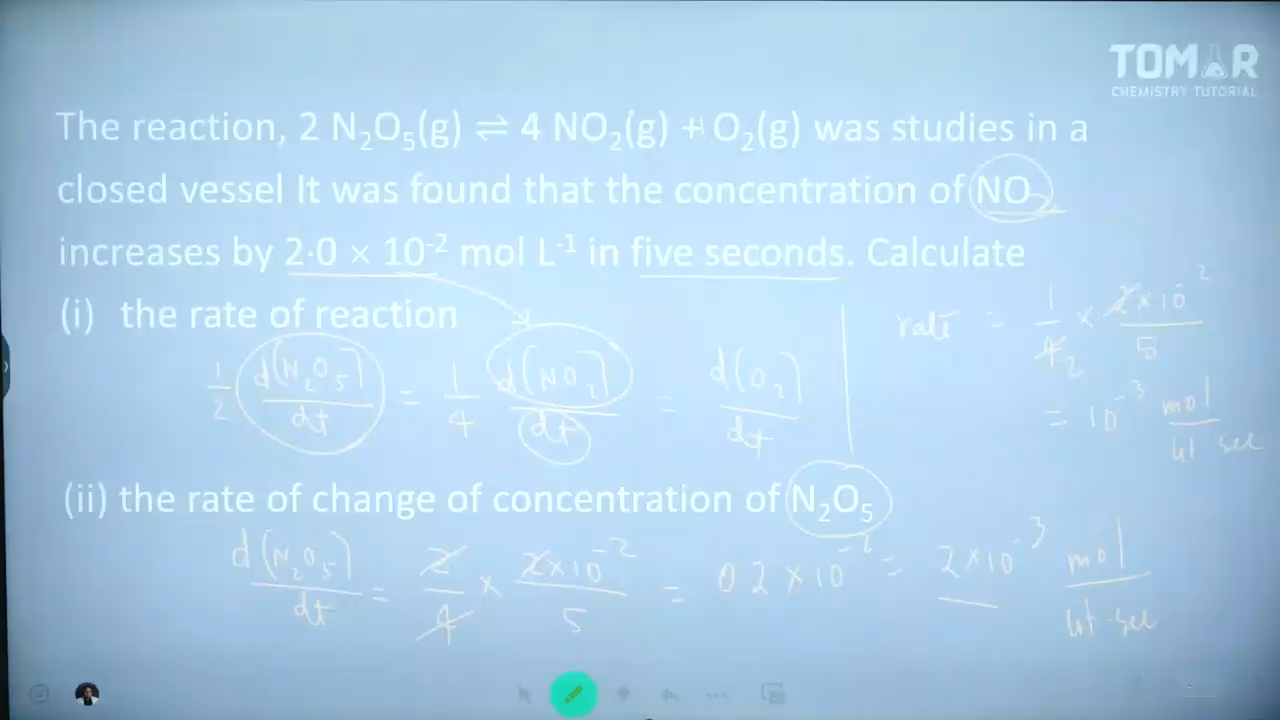 TOMAR
CHEMISTRY TUTORIAL
The reaction, 2 N₂O₅(g) ⇌ 4 NO₂(g) + O₂(g) was studies in a
closed vessel It was found that the concentration of NO₂
increases by 2·0 × 10⁻² mol L⁻¹ in five seconds. Calculate
(i) the rate of reaction
1/2 d(N₂O₅)/dt = 1/4 d(NO₂)/dt = d(O₂)/dt
rate = 1/4 × 2×10⁻²/5
2
= 10⁻³ mol/lit sec
(ii) the rate of change of concentration of N₂O₅
d(N₂O₅)/dt = 2/4 × 2×10⁻²/5 = 0.2×10⁻² = 2×10⁻³ mol/lit-sec